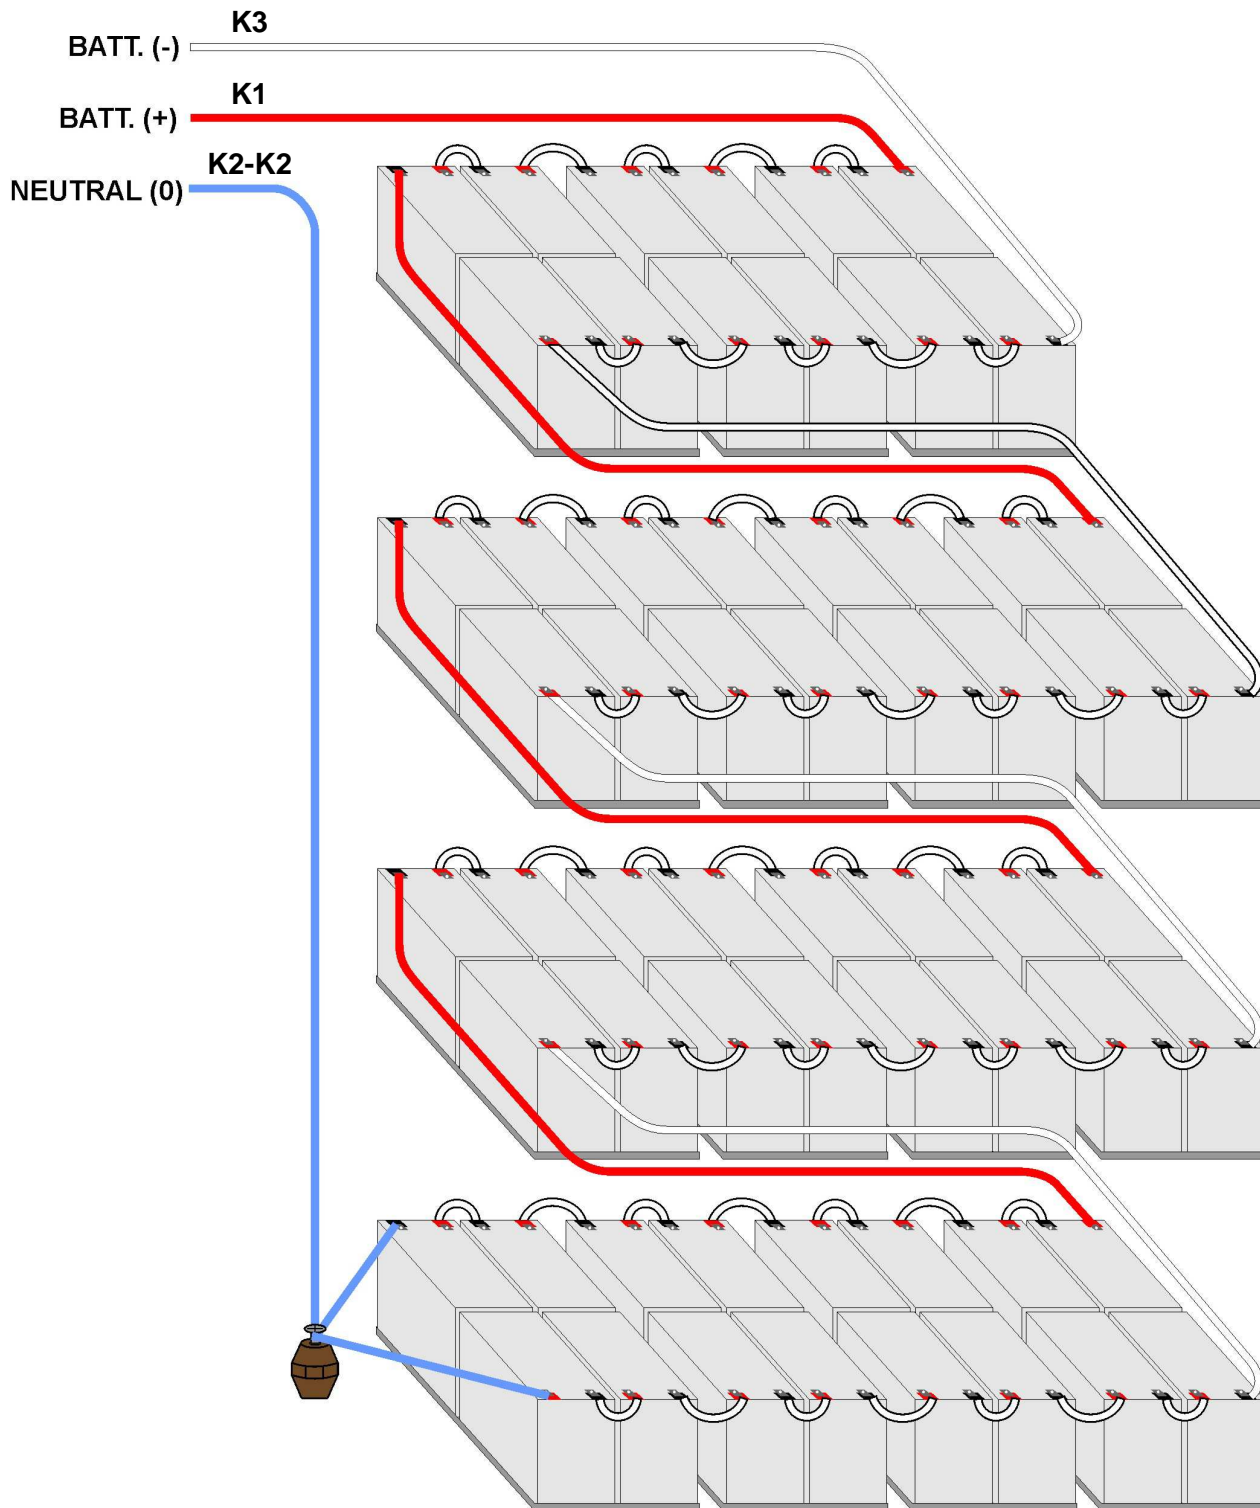 K3
BATT. (-)
K1
BATT. (+)
K2-K2
NEUTRAL (0)